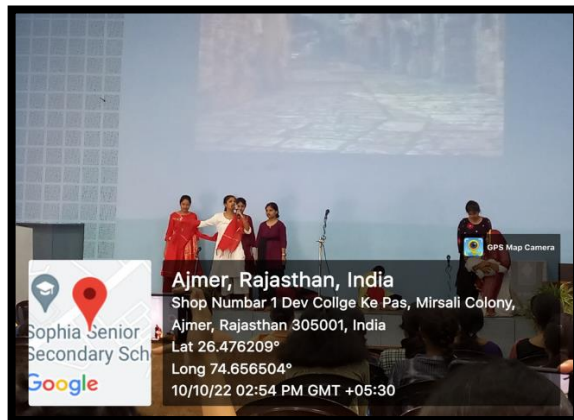 GPS Map Camera
Ajmer, Rajasthan, India
Shop Numbar 1 Dev Collge Ke Pas, Mirsali Colony,
Ajmer, Rajasthan 305001, India
Lat 26.476209°
Long 74.656504°
10/10/22 02:54 PM GMT +05:30
Sophia Senior
Secondary Sch
Google